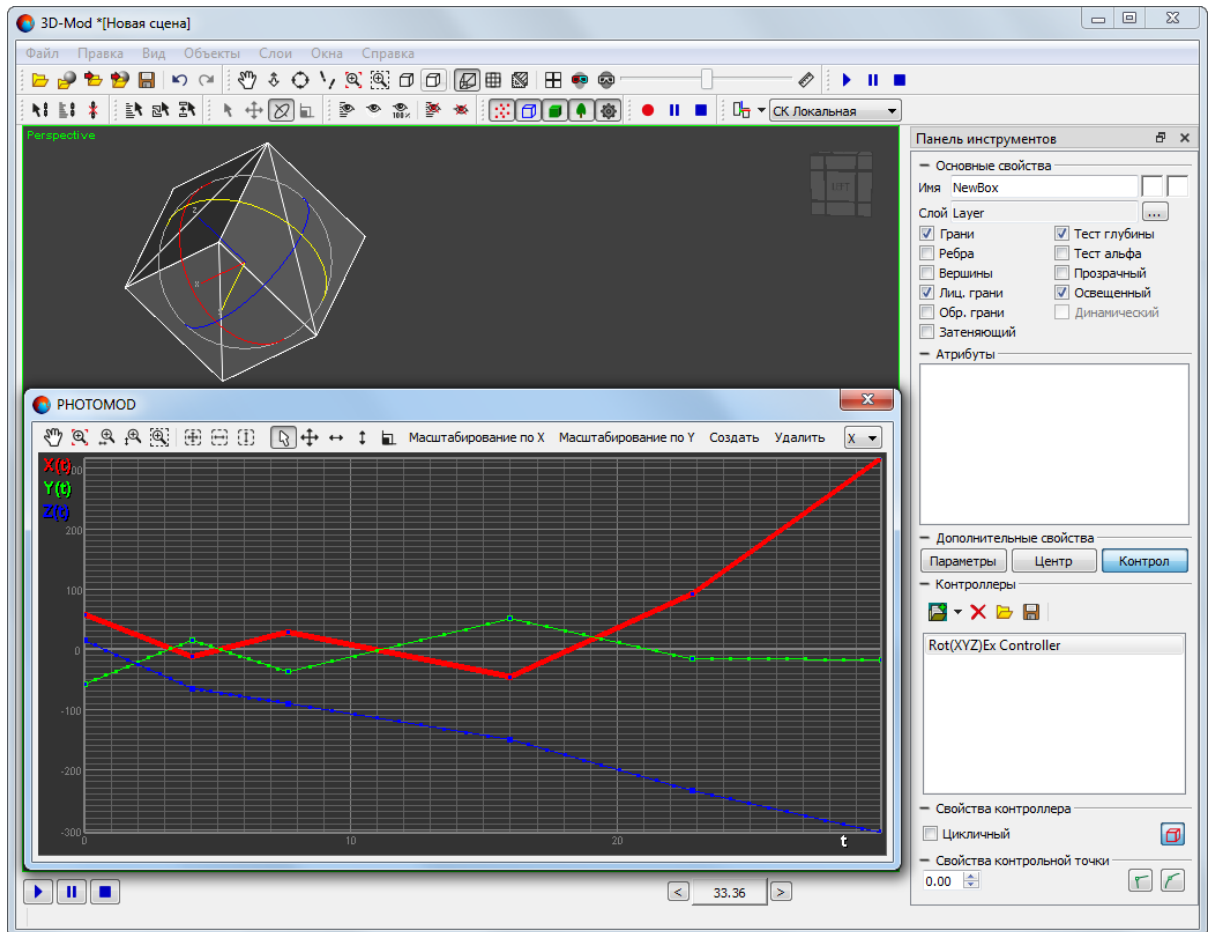 3D-Mod *[Новая сцена]
Файл Правка Вид Объекты Слои Окна Справка
100%
СК Локальная
Perspective
Z
X
Панель инструментов
Основные свойства
Имя NewBox
Слой Layer ...
Грани Тест глубины
Ребра Тест альфа
Вершины Прозрачный
Лиц. грани Освещенный
Обр. грани Динамический
Затеняющий
Атрибуты
Дополнительные свойства
Параметры Центр Контрол
Контроллеры
Rot(XYZ)Ex Controller
Свойства контроллера
Цикличный
Свойства контрольной точки
0.00
PHOTOMOD
Масштабирование по X Масштабирование по Y Создать Удалить X
X(t)
Y(t)
Z(t)
200
100
0
-100
-200
-300
0 10 20 t
< 33.36 >